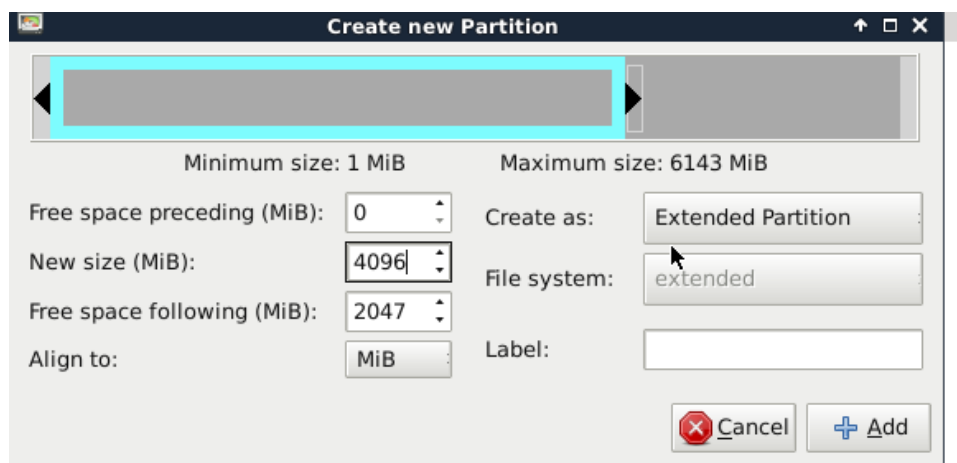 Create new Partition
Minimum size: 1 MiB Maximum size: 6143 MiB
Free space preceding (MiB): 0 Create as: Extended Partition
New size (MiB): 4096 File system: extended
Free space following (MiB): 2047 Label:
Align to: MiB
Cancel Add